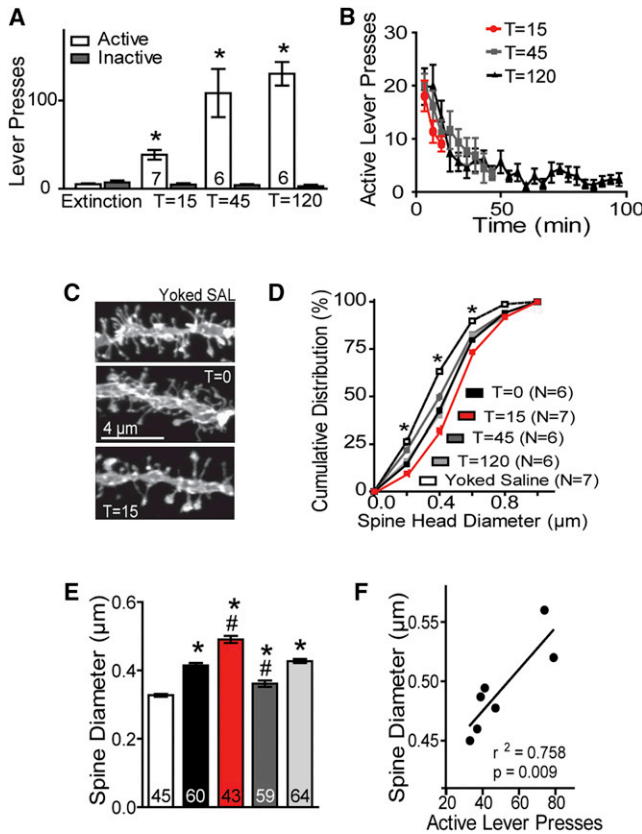 A
Active
Inactive
*
*
*
Lever Presses
100
0
7
6
6
Extinction
T=15
T=45
T=120
B
T=15
T=45
T=120
Active Lever Presses
30
20
10
0
0
50
100
Time (min)
C
Yoked SAL
T=0
4 μm
T=15
D
Cumulative Distribution (%)
100
75
50
25
0
*
*
*
T=0 (N=6)
T=15 (N=7)
T=45 (N=6)
T=120 (N=6)
Yoked Saline (N=7)
0.0
0.4
0.8
Spine Head Diameter (μm)
E
Spine Diameter (μm)
0.6
0.4
0.2
0.0
*
*
#
*
#
*
45
60
43
59
64
F
Spine Diameter (μm)
0.55
0.50
0.45
r² = 0.758
p = 0.009
20
40
60
80
Active Lever Presses